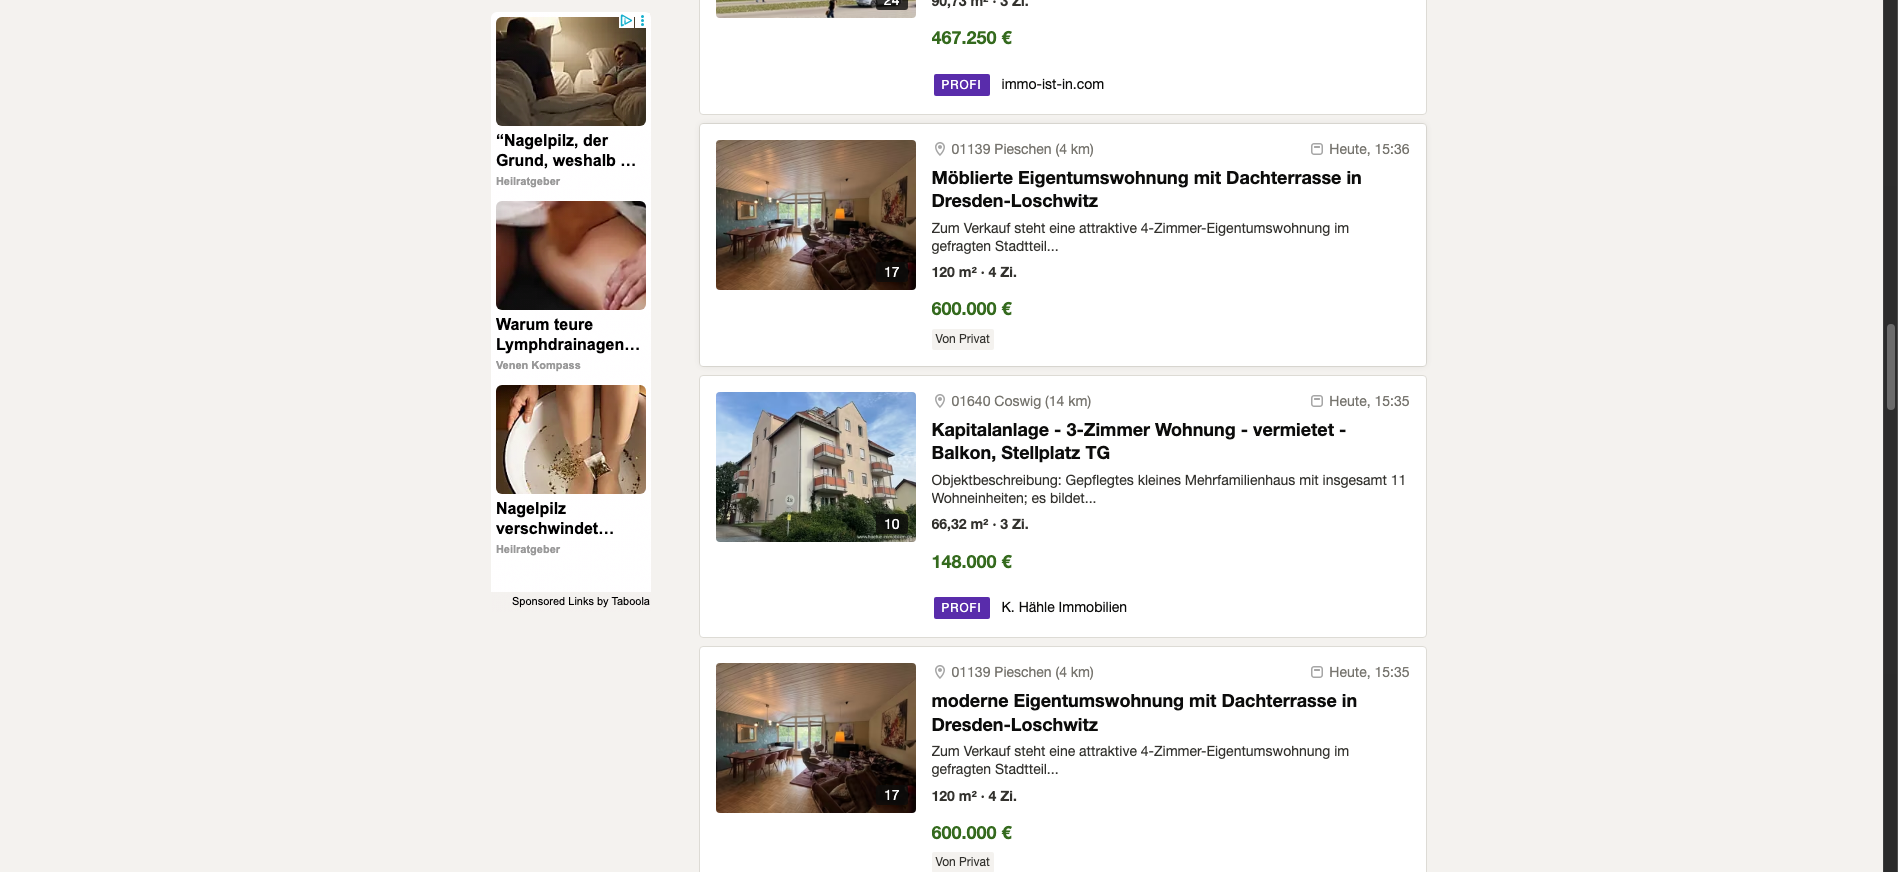 “Nagelpilz, der
Grund, weshalb …
Heilratgeber
Warum teure
Lymphdrainagen…
Venen Kompass
Nagelpilz
verschwindet…
Heilratgeber
Sponsored Links by Taboola
24
90,73 m² · 3 Zi.
467.250 €
PROFI immo-ist-in.com
01139 Pieschen (4 km) Heute, 15:36
Möblierte Eigentumswohnung mit Dachterrasse in
Dresden-Loschwitz
Zum Verkauf steht eine attraktive 4-Zimmer-Eigentumswohnung im
gefragten Stadtteil...
17
120 m² · 4 Zi.
600.000 €
Von Privat
01640 Coswig (14 km) Heute, 15:35
Kapitalanlage - 3-Zimmer Wohnung - vermietet -
Balkon, Stellplatz TG
Objektbeschreibung: Gepflegtes kleines Mehrfamilienhaus mit insgesamt 11
Wohneinheiten; es bildet...
10
66,32 m² · 3 Zi.
148.000 €
PROFI K. Hähle Immobilien
01139 Pieschen (4 km) Heute, 15:35
moderne Eigentumswohnung mit Dachterrasse in
Dresden-Loschwitz
Zum Verkauf steht eine attraktive 4-Zimmer-Eigentumswohnung im
gefragten Stadtteil...
17
120 m² · 4 Zi.
600.000 €
Von Privat